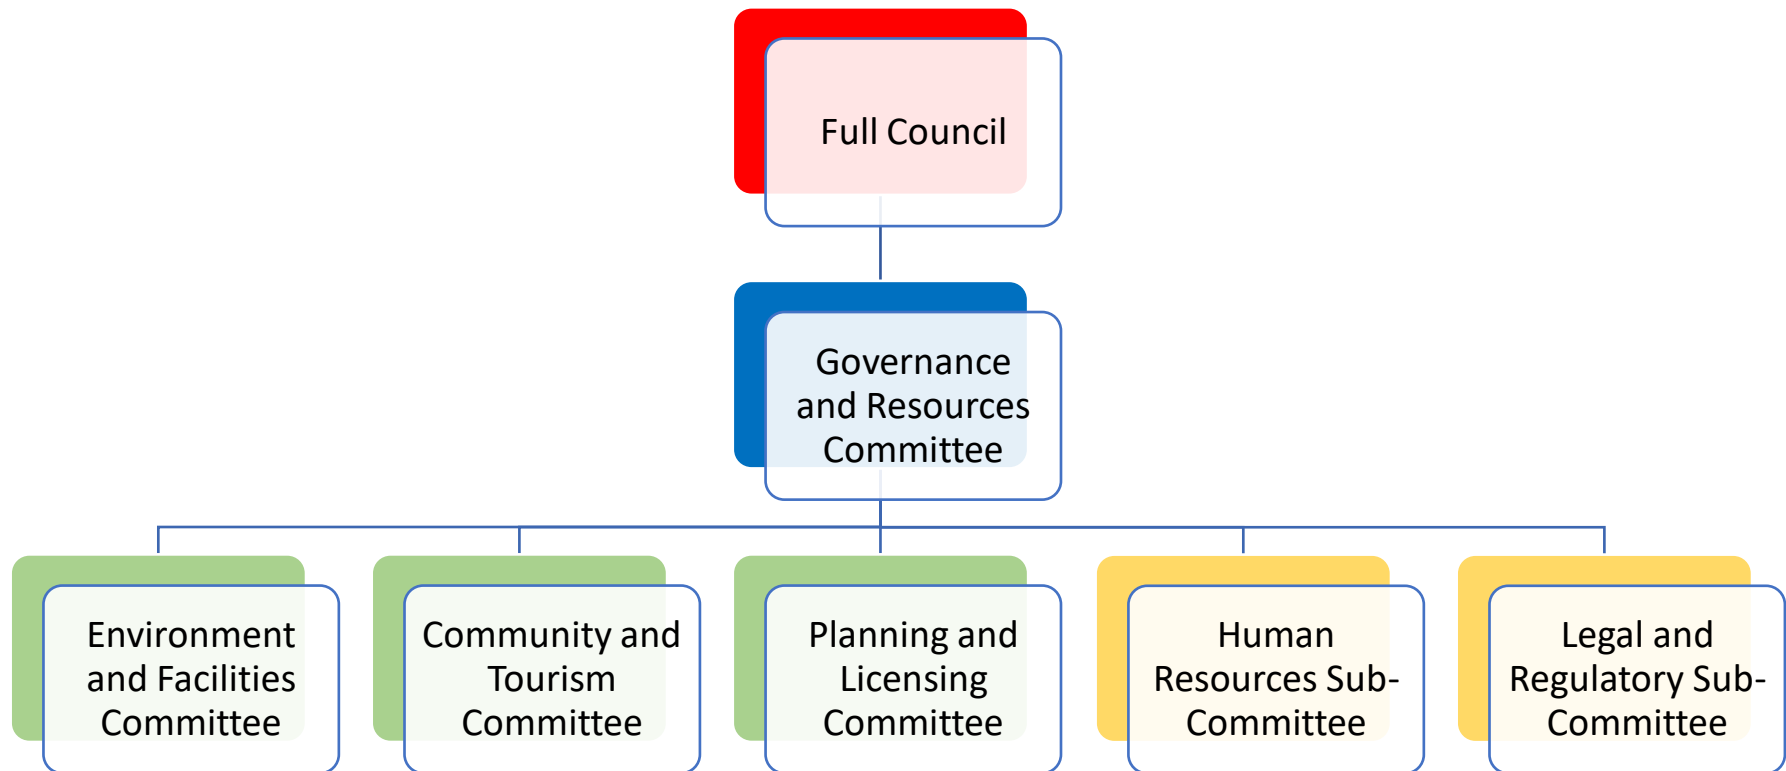 Full Council
Governance
and Resources
Committee
Environment
and Facilities
Committee
Community and
Tourism
Committee
Planning and
Licensing
Committee
Human
Resources Sub-
Committee
Legal and
Regulatory Sub-
Committee